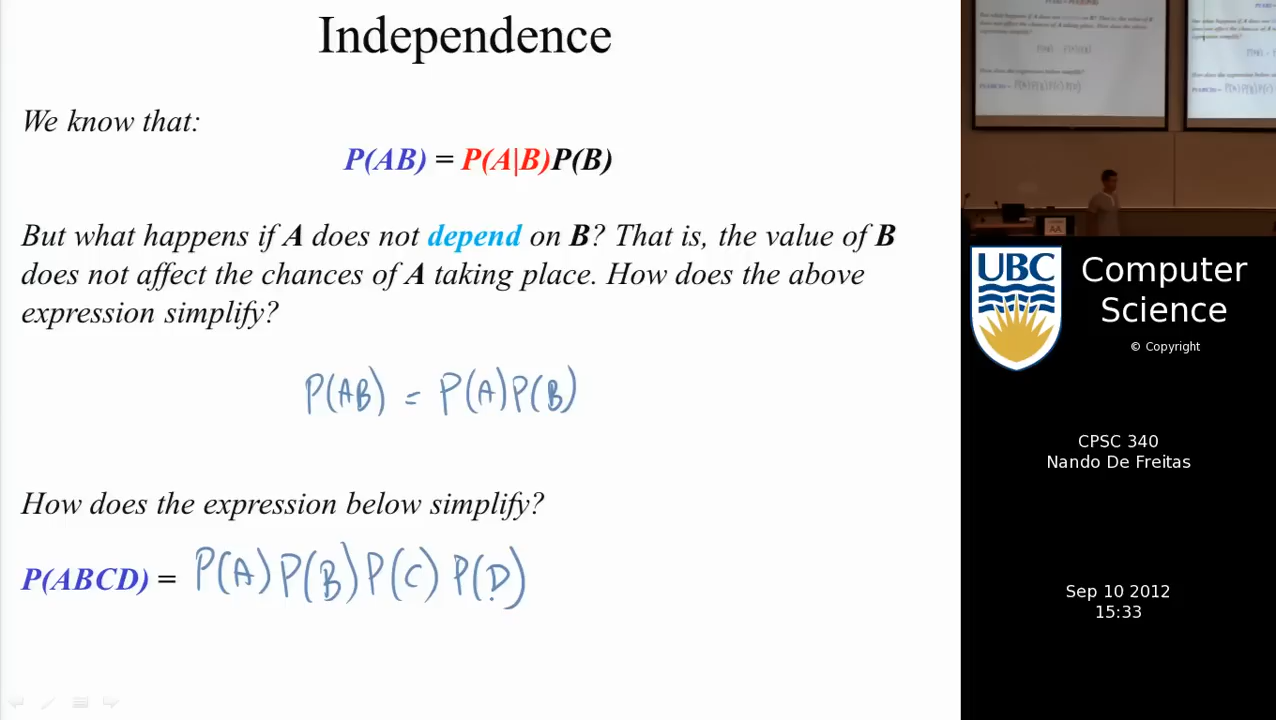 Independence
We know that:
P(AB) = P(A|B)P(B)
But what happens if A does not depend on B? That is, the value of B
does not affect the chances of A taking place. How does the above
expression simplify?
P(AB) = P(A)P(B)
How does the expression below simplify?
P(ABCD) = P(A)P(B)P(C)P(D)
AA
UBC
Computer
Science
© Copyright
CPSC 340
Nando De Freitas
Sep 10 2012
15:33